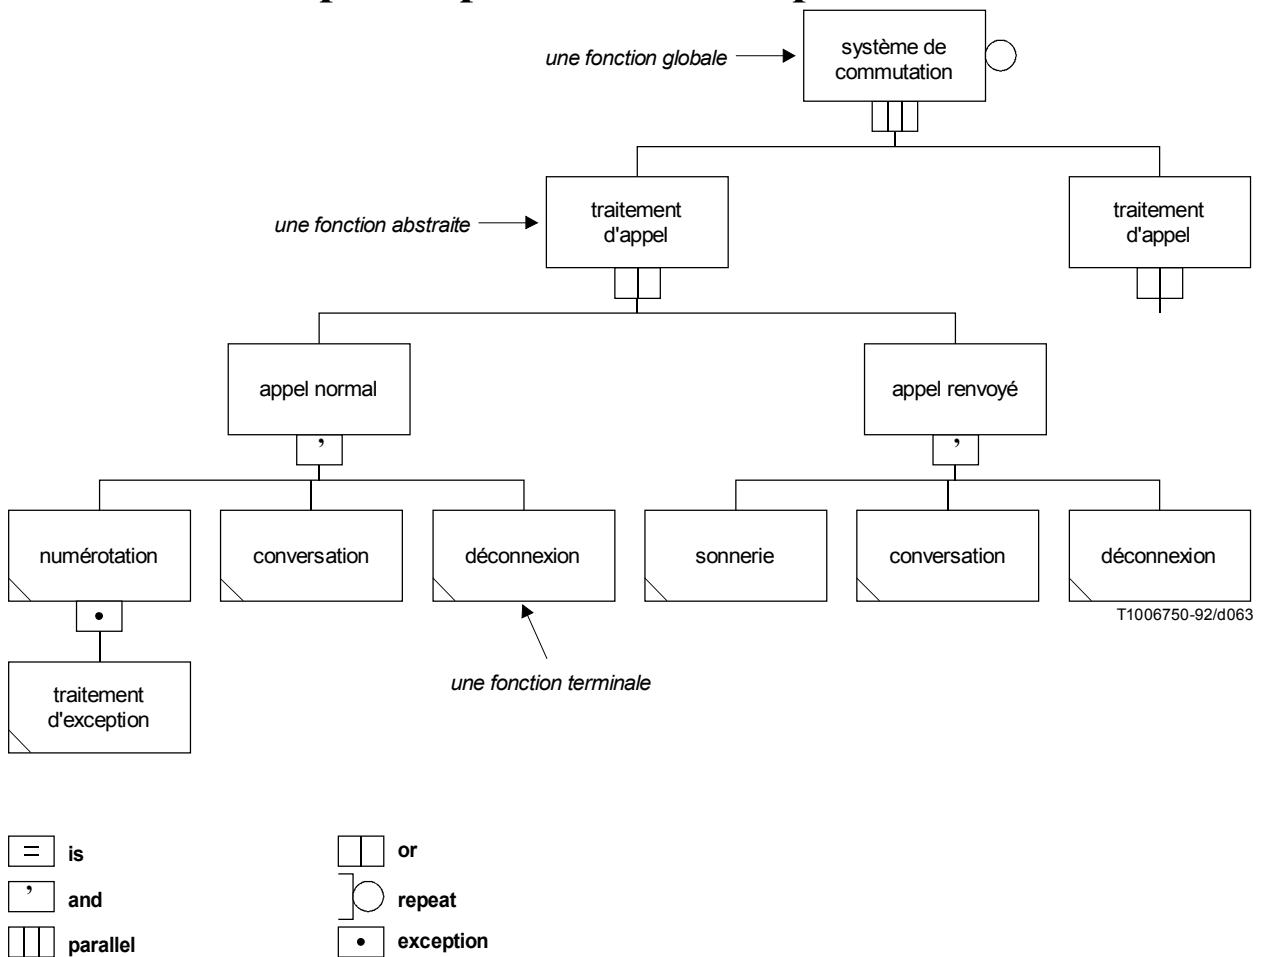 une fonction globale
système de
commutation
une fonction abstraite
traitement
d'appel
traitement
d'appel
appel normal
,
appel renvoyé
,
numérotation
conversation
déconnexion
sonnerie
conversation
déconnexion
T1006750-92/d063
une fonction terminale
traitement
d'exception
= is
or
, and
repeat
parallel
exception